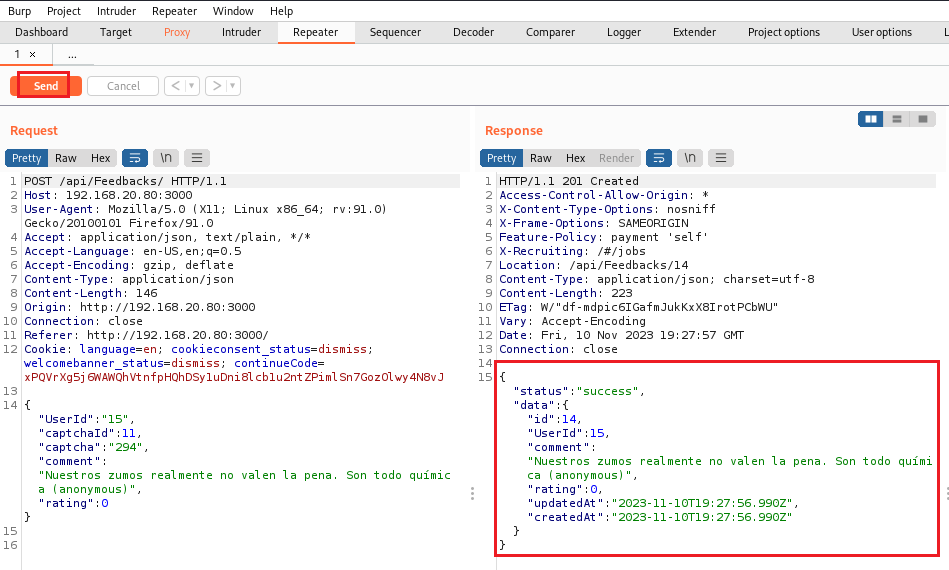 Burp Project Intruder Repeater Window Help
Dashboard Target Proxy Intruder Repeater Sequencer Decoder Comparer Logger Extender Project options User options L
1 × ...
Send Cancel < > 
Request
Pretty Raw Hex \n
1 POST /api/Feedbacks/ HTTP/1.1
2 Host: 192.168.20.80:3000
3 User-Agent: Mozilla/5.0 (X11; Linux x86_64; rv:91.0)
Gecko/20100101 Firefox/91.0
4 Accept: application/json, text/plain, */*
5 Accept-Language: en-US,en;q=0.5
6 Accept-Encoding: gzip, deflate
7 Content-Type: application/json
8 Content-Length: 146
9 Origin: http://192.168.20.80:3000
10 Connection: close
11 Referer: http://192.168.20.80:3000/
12 Cookie: language=en; cookieconsent_status=dismiss;
welcomebanner_status=dismiss; continueCode=
xPQVrXg5j6WAWQhVtnfpHQhDSy1uDni8lcb1u2ntZPimlSn7GozOlwy4N8vJ
13
14 {
"UserId":"15",
"captchaId":11,
"captcha":"294",
"comment":
"Nuestros zumos realmente no valen la pena. Son todo químic
a (anonymous)",
"rating":0
}
15
16
Response
Pretty Raw Hex Render \n
1 HTTP/1.1 201 Created
2 Access-Control-Allow-Origin: *
3 X-Content-Type-Options: nosniff
4 X-Frame-Options: SAMEORIGIN
5 Feature-Policy: payment 'self'
6 X-Recruiting: /#/jobs
7 Location: /api/Feedbacks/14
8 Content-Type: application/json; charset=utf-8
9 Content-Length: 223
10 ETag: W/"df-mdpic6IGafmJukKxX8IrotPCbWU"
11 Vary: Accept-Encoding
12 Date: Fri, 10 Nov 2023 19:27:57 GMT
13 Connection: close
14
15 {
"status":"success",
"data":{
"id":14,
"UserId":15,
"comment":
"Nuestros zumos realmente no valen la pena. Son todo quími
ca (anonymous)",
"rating":0,
"updatedAt":"2023-11-10T19:27:56.990Z",
"createdAt":"2023-11-10T19:27:56.990Z"
}
}